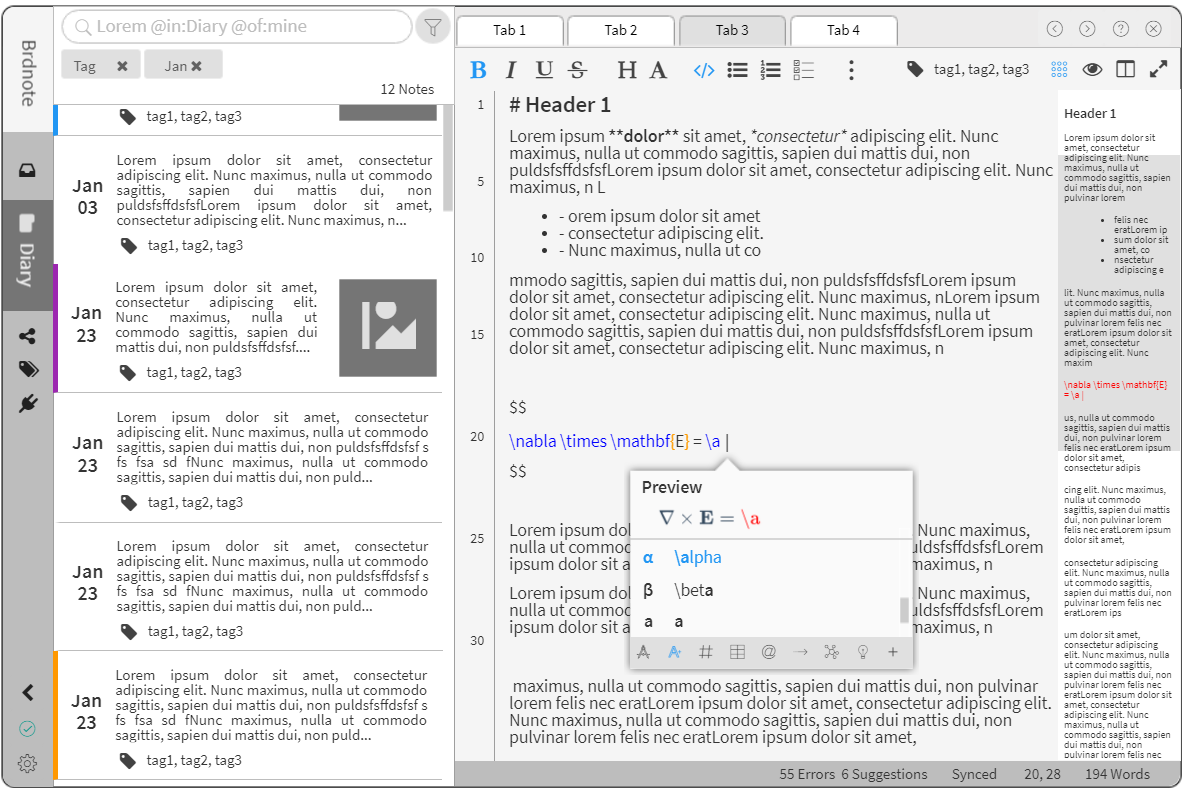 Brdnote
Diary
Lorem @in:Diary @of:mine
Tag ✖
Jan ✖
12 Notes
tag1, tag2, tag3
Jan
03
Lorem ipsum dolor sit amet, consectetur
adipiscing elit. Nunc maximus, nulla ut commodo
sagittis, sapien dui mattis dui, non
puldsfsffdsfsfLorem ipsum dolor sit amet,
consectetur adipiscing elit. Nunc maximus, n...
tag1, tag2, tag3
Jan
23
Lorem ipsum dolor sit amet,
consectetur adipiscing elit.
Nunc maximus, nulla ut
commodo sagittis, sapien dui
mattis dui, non puldsfsffdsfsf....
tag1, tag2, tag3
Jan
23
Lorem ipsum dolor sit amet, consectetur
adipiscing elit. Nunc maximus, nulla ut commodo
sagittis, sapien dui mattis dui, non puldsfsffdsfsf s
fs fsa sd fNunc maximus, nulla ut commodo
sagittis, sapien dui mattis dui, non puld...
tag1, tag2, tag3
Jan
23
Lorem ipsum dolor sit amet, consectetur
adipiscing elit. Nunc maximus, nulla ut commodo
sagittis, sapien dui mattis dui, non puldsfsffdsfsf s
fs fsa sd fNunc maximus, nulla ut commodo
sagittis, sapien dui mattis dui, non puld...
tag1, tag2, tag3
Jan
23
Lorem ipsum dolor sit amet, consectetur
adipiscing elit. Nunc maximus, nulla ut commodo
sagittis, sapien dui mattis dui, non puldsfsffdsfsf s
fs fsa sd fNunc maximus, nulla ut commodo
sagittis, sapien dui mattis dui, non puld...
tag1, tag2, tag3
Tab 1
Tab 2
Tab 3
Tab 4
B I U S H A </> tag1, tag2, tag3
1 # Header 1
Lorem ipsum **dolor** sit amet, *consectetur* adipiscing elit. Nunc
maximus, nulla ut commodo sagittis, sapien dui mattis dui, non
5 puldsfsffdsfsfLorem ipsum dolor sit amet, consectetur adipiscing elit. Nunc
maximus, n L
• - orem ipsum dolor sit amet
• - consectetur adipiscing elit.
10 • - Nunc maximus, nulla ut co
mmodo sagittis, sapien dui mattis dui, non puldsfsffdsfsfLorem ipsum
dolor sit amet, consectetur adipiscing elit. Nunc maximus, nLorem ipsum
dolor sit amet, consectetur adipiscing elit. Nunc maximus, nulla ut
15 commodo sagittis, sapien dui mattis dui, non puldsfsffdsfsfLorem ipsum
dolor sit amet, consectetur adipiscing elit. Nunc maximus, n
$$
20 \nabla \times \mathbf{E} = \a |
$$
Preview
∇ × E = \a
α \alpha
β \beta
a a
A A # @ → +
25 Lorem ipsum dol Nunc maximus,
nulla ut commoc uldsfsffdsfsfLorem
ipsum dolor sit a maximus, n
Lorem ipsum dol Nunc maximus,
nulla ut commoc uldsfsffdsfsfLorem
30 ipsum dolor sit a maximus, n
maximus, nulla ut commodo sagittis, sapien dui mattis dui, non pulvinar
lorem felis nec eratLorem ipsum dolor sit amet, consectetur adipiscing elit.
Nunc maximus, nulla ut commodo sagittis, sapien dui mattis dui, non
pulvinar lorem felis nec eratLorem ipsum dolor sit amet,
Header 1
Lorem ipsum dolor sit
amet, consectetur
adipiscing elit. Nunc
maximus, nulla ut
commodo sagittis, sapien
dui mattis dui, non
pulvinar lorem
• felis nec
eratLorem ip
• sum dolor sit
amet, co
• nsectetur
adipiscing e
lit. Nunc maximus, nulla
ut commodo sagittis,
sapien dui mattis dui, non
pulvinar lorem felis nec
eratLorem ipsum dolor sit
amet, consectetur
adipiscing elit. Nunc
maxim
\nabla \times \mathbf{E}
= \a |
us, nulla ut commodo
sagittis, sapien dui mattis
dui, non pulvinar lorem
felis nec eratLorem ipsum
dolor sit amet,
consectetur adipis
cing elit. Nunc maximus,
nulla ut commodo sagittis,
sapien dui mattis dui, non
pulvinar lorem felis nec
eratLorem ipsum dolor sit
amet,
consectetur adipiscing
elit. Nunc maximus, nulla
ut commodo sagittis,
sapien dui mattis dui, non
pulvinar lorem felis nec
eratLorem ips
um dolor sit amet,
consectetur adipiscing
elit. Nunc maximus, nulla
ut commodo sagittis,
sapien dui mattis dui, non
pulvinar lorem felis nec
eratLorem ipsum dolor sit
amet, consectetur
adipiscing elit. Nunc
maximus, nulla ut
commodo sagittis, sapien
dui mattis dui, non
pulvinar lorem felis nec
55 Errors 6 Suggestions Synced 20, 28 194 Words